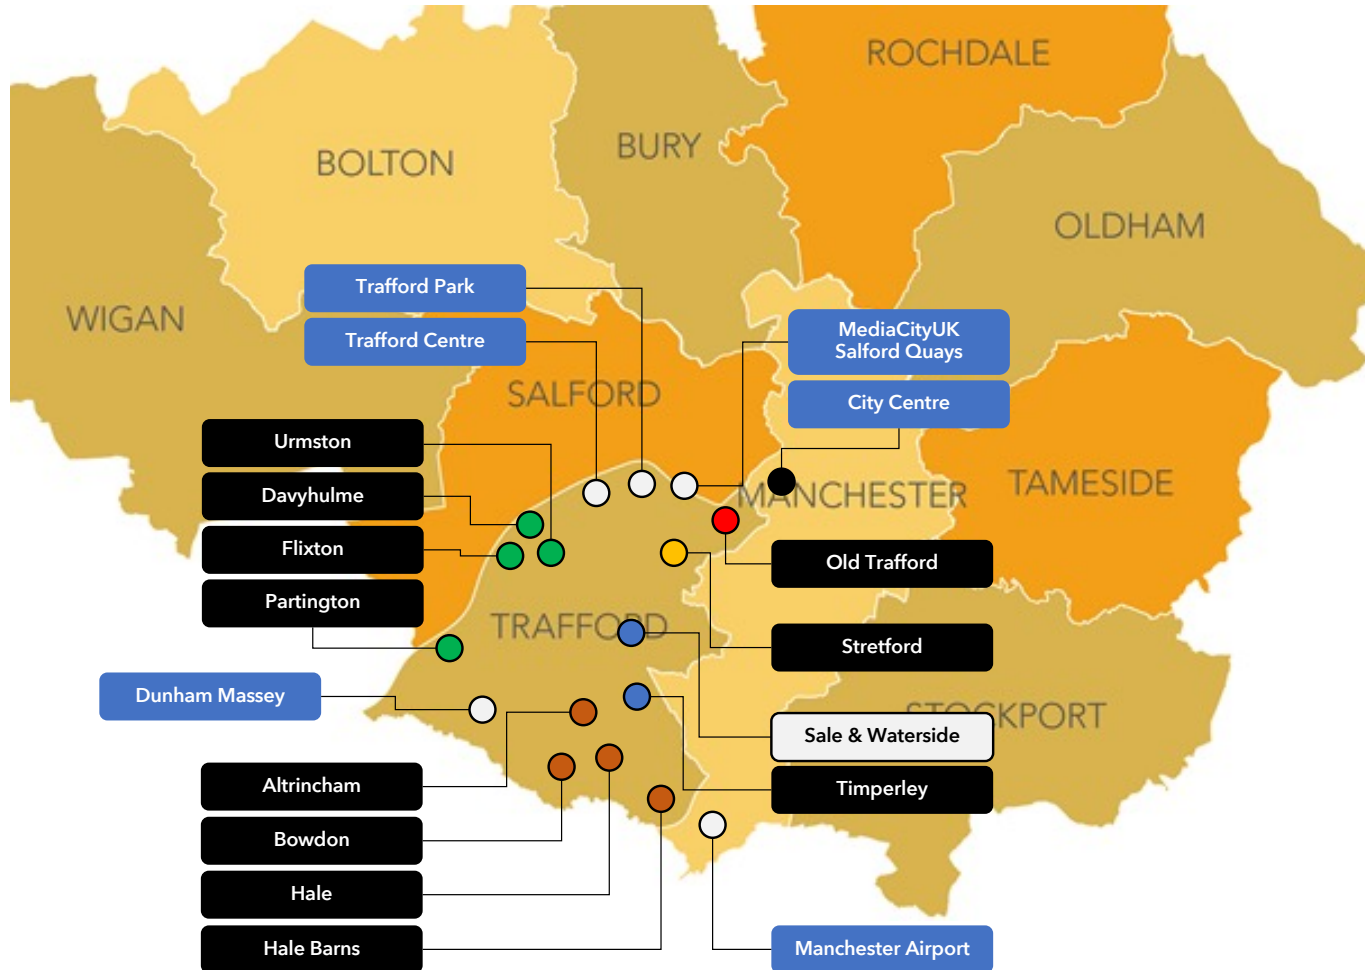 ROCHDALE
BURY
BOLTON
OLDHAM
Trafford Park
WIGAN
Trafford Centre
MediaCityUK
Salford Quays
SALFORD
City Centre
Urmston
Davyhulme
MANCHESTER
TAMESIDE
Flixton
Old Trafford
Partington
TRAFFORD
Stretford
Dunham Massey
STOCKPORT
Sale & Waterside
Altrincham
Timperley
Bowdon
Hale
Hale Barns
Manchester Airport